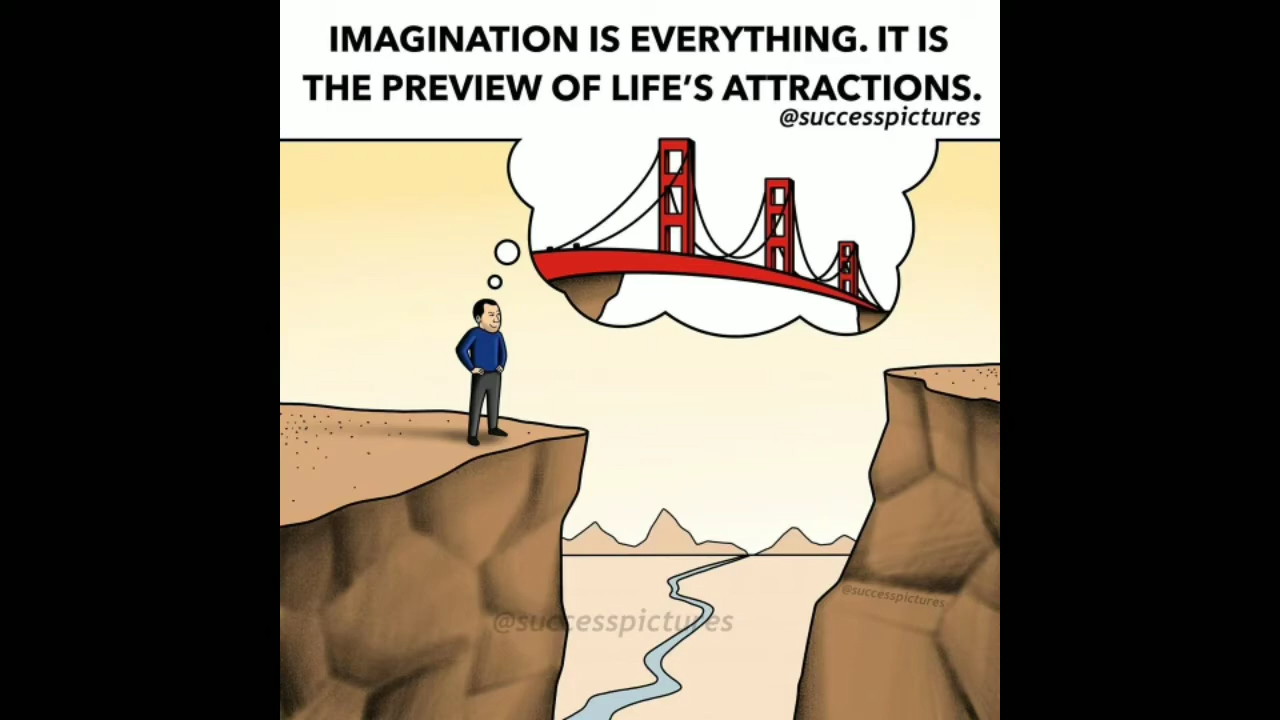 IMAGINATION IS EVERYTHING. IT IS
THE PREVIEW OF LIFE'S ATTRACTIONS.
@successpictures
@successpictures
@successpictures